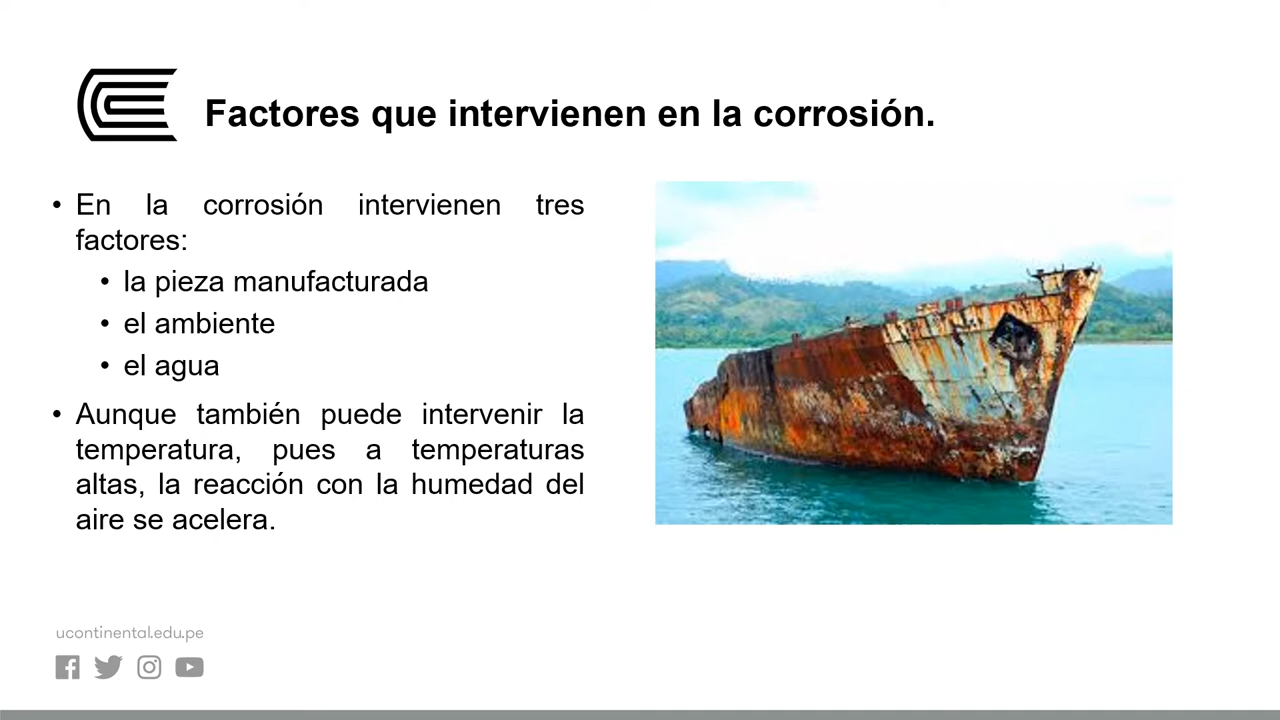 Factores que intervienen en la corrosión.
• En la corrosión intervienen tres
factores:
• la pieza manufacturada
• el ambiente
• el agua
• Aunque también puede intervenir la
temperatura, pues a temperaturas
altas, la reacción con la humedad del
aire se acelera.
ucontinental.edu.pe